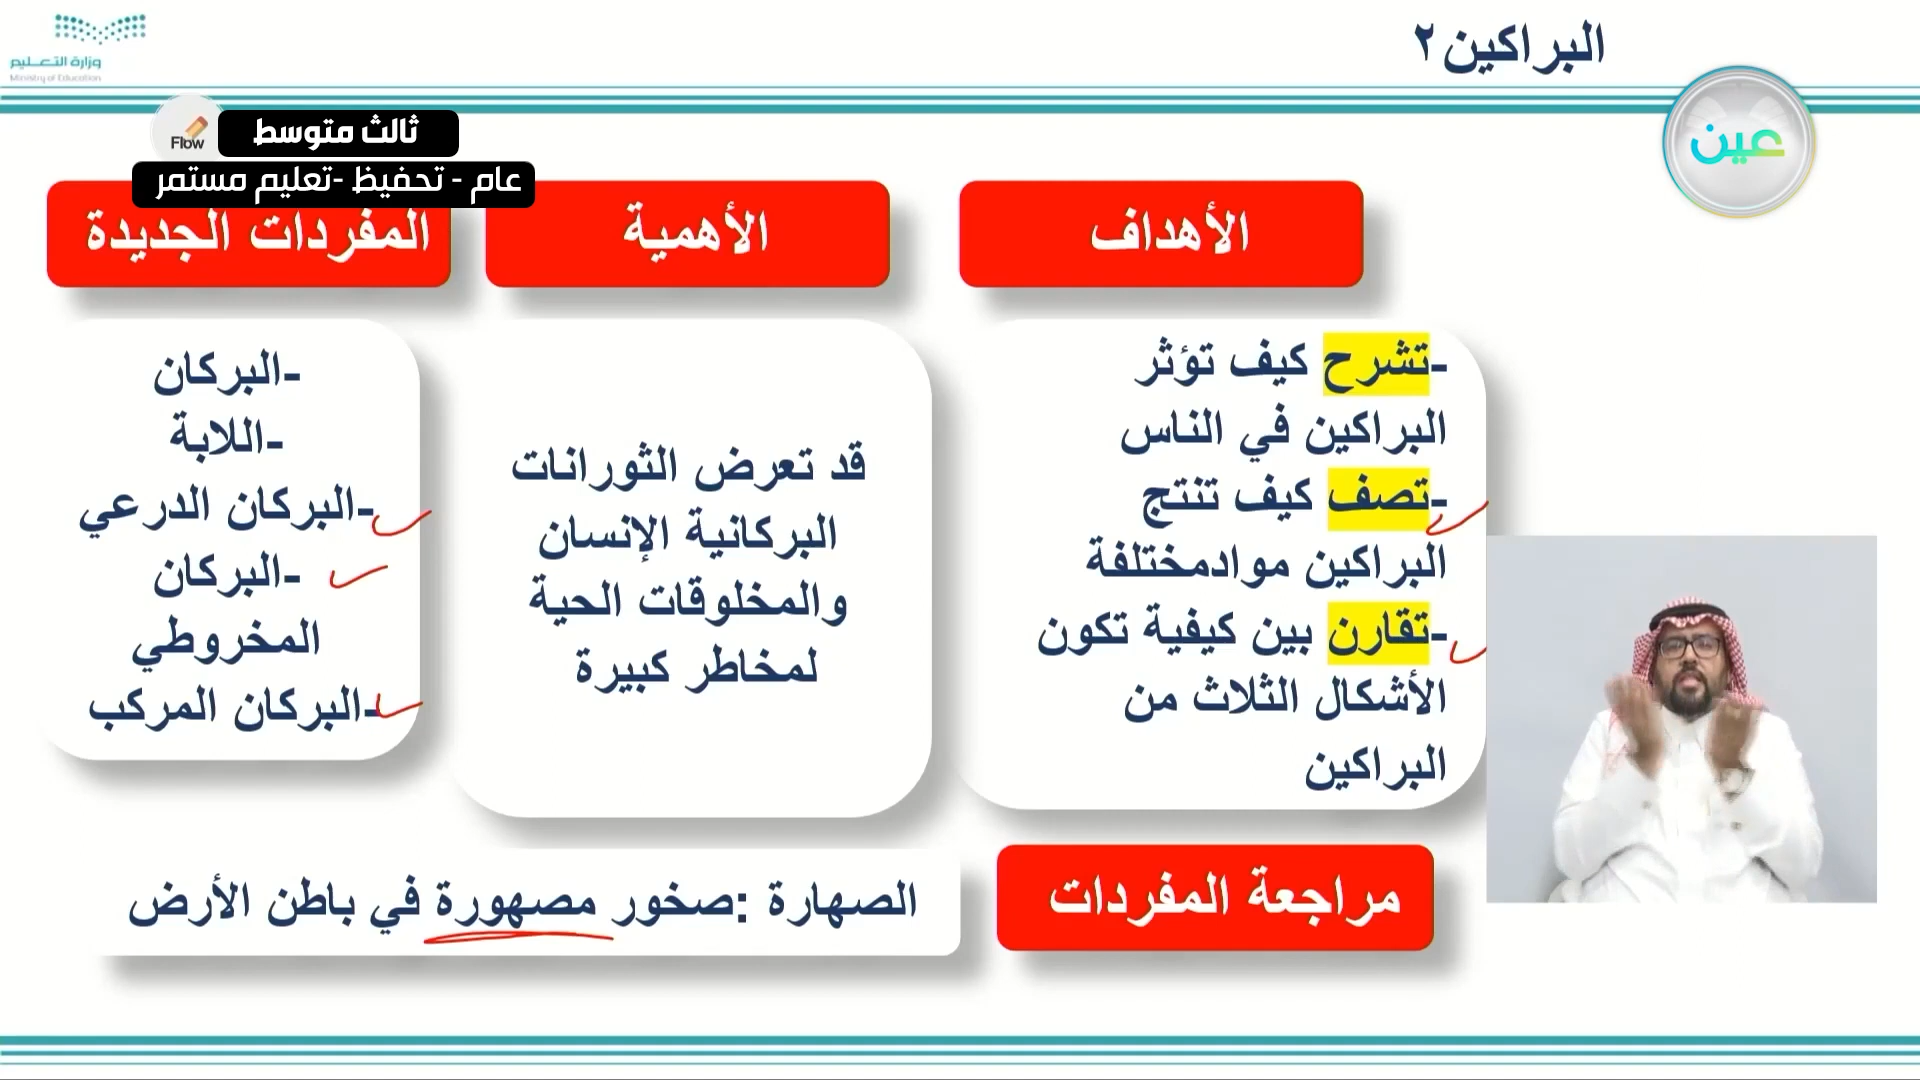 البراكين ٢
وزارة التعليم
Ministry of Education
عين
Flow
ثالث متوسط
عام - تحفيظ -تعليم مستمر
الأهداف
-تشرح كيف تؤثر
البراكين في الناس
-تصف كيف تنتج
البراكين موادمختلفة
-تقارن بين كيفية تكون
الأشكال الثلاث من
البراكين
الأهمية
قد تعرض الثورانات
البركانية الإنسان
والمخلوقات الحية
لمخاطر كبيرة
المفردات الجديدة
-البركان
-اللابة
-البركان الدرعي
-البركان
المخروطي
-البركان المركب
مراجعة المفردات
الصهارة :صخور مصهورة في باطن الأرض